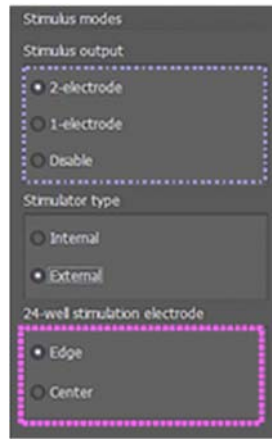 Stimulus modes
Stimulus output
2-electrode
1-electrode
Disable
Stimulator type
Internal
External
24-well stimulation electrode
Edge
Center